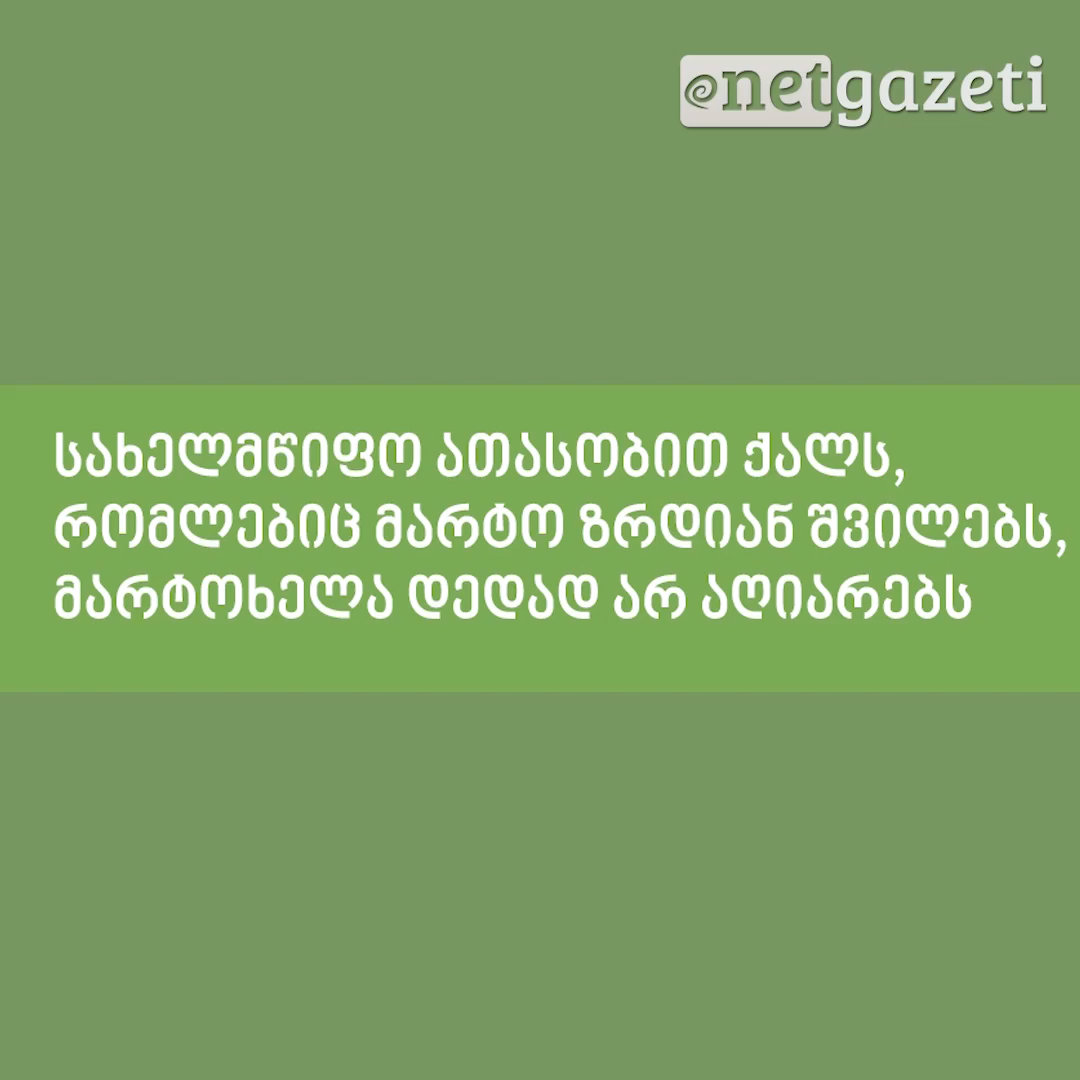 netgazeti
სახელმწიფო ათასობით ქალს,
რომლებიც მარტო ზრდიან შვილებს,
მარტოხელა დედად არ აღიარებს